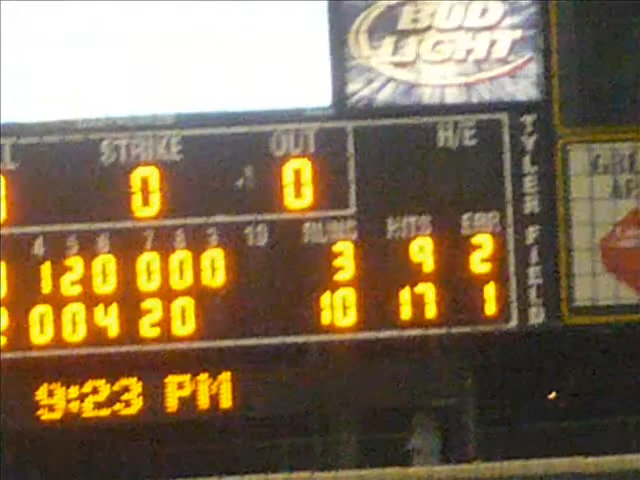 BUD
LIGHT
STRIKE OUT H/E
0 0
4 5 6 7 8 9 10 RUNS HITS ERR
1 2 0 0 0 0 3 9 2
0 0 4 2 0 10 17 1
9:23 PM
TYLER FIELD